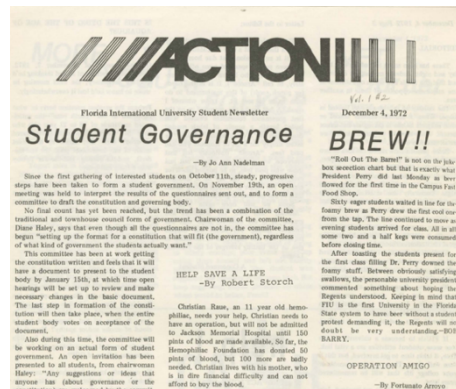 ACTION
Vol. 1 #2
Florida International University Student Newsletter
December 4, 1972
Student Governance
—By Jo Ann Nadelman
Since the first gathering of interested students on October 11th, steady, progressive
steps have been taken to form a student government. On November 19th, an open
meeting was held to interpret the results of the questionnaires sent out, and to form a
committee to draft the constitution and governing body.
No final count has yet been reached, but the trend has been a combination of the
traditional and townhouse council form of government. Chairwoman of the committee,
Diane Haley, says that even though all the questionnaires are not in, the committee has
begun "setting up the format for a constitution that will fit (the government), regardless
of what kind of government the students actually want."
This committee has been at work getting
the constitution written and feels that it will
have a document to present to the student
body by January 15th, at which time open
hearings will be set up to review and make
necessary changes in the basic document.
The last step in formation of the consti-
tution will then take place, when the entire
student body votes on acceptance of the
document.
Also during this time, the committee will
be working on an actual form of student
government. An open invitation has been
presented to all students, from chairwoman
Haley: "Any suggestions or ideas that
anyone has (about governance or the
HELP SAVE A LIFE
-By Robert Storch
Christian Ruse, an 11 year old hemo-
philiac, needs your help. Christian needs to
have an operation, but will not be admitted
to Jackson Memorial Hospital until 150
pints of blood are made available. So far, the
Hemophiliac Foundation has donated 50
pints of blood, but 100 more are badly
needed. Christian lives with his mother, who
is in dire financial difficulty and can not
afford to buy the blood.
BREW!!
"Roll Out The Barrel" is not on the juke
box secection chart but that is exactly what
President Perry did last Monday as beer
flowed for the first time in the Campus Fast
Food Shop.
Sixty eager students waited in line for the
foamy brew as Perry drew the first cool one
from the tap. The line continued to move as
evening students arrived for class. All in all
some two and a half kegs were consumed
before closing time.
After toasting the students present for
the first class filling Dr. Perry downed the
foamy stuff. Between obviously satisfying
swallows, the personable university president
commented something about hoping the
Regents understood. Keeping in mind that
FIU is the first University in the Florida
State system to have beer without a student
protest demanding it, the Regents will no
doubt be very understanding.—BOB
BARRY.
OPERATION AMIGO
—By Fortunate Arroyo